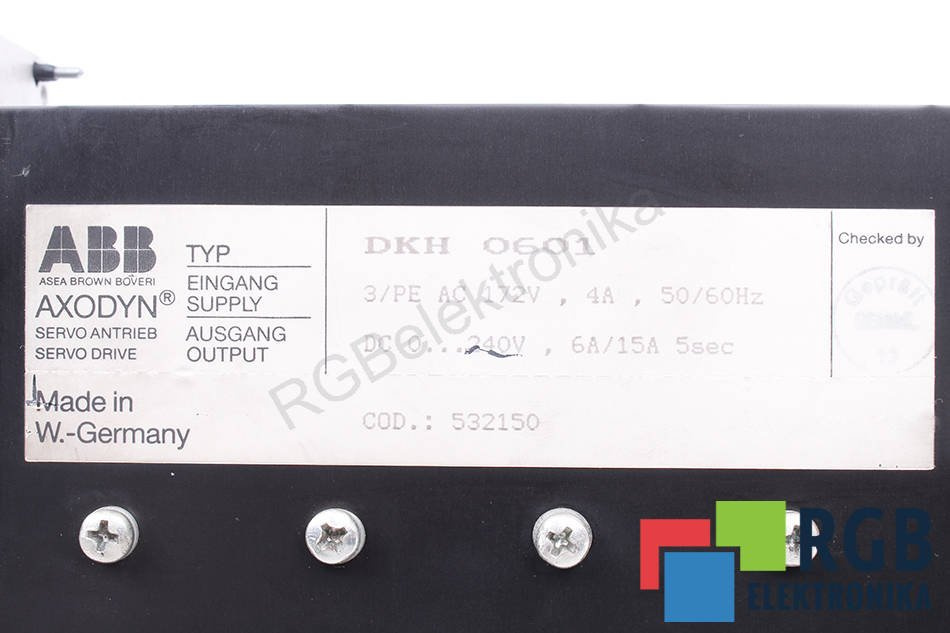 ABB
ASEA BROWN BOVERI
AXODYN®
SERVO ANTRIEB
SERVO DRIVE
TYP
EINGANG
SUPPLY
AUSGANG
OUTPUT
DKH 0601
3/PE AC 172V , 4A , 50/60Hz
DC 0...240V , 6A/15A 5sec
Checked by
Geprüft
Made in
W.-Germany
COD.: 532150
RGBelektronika
RGB
ELEKTRONIKA